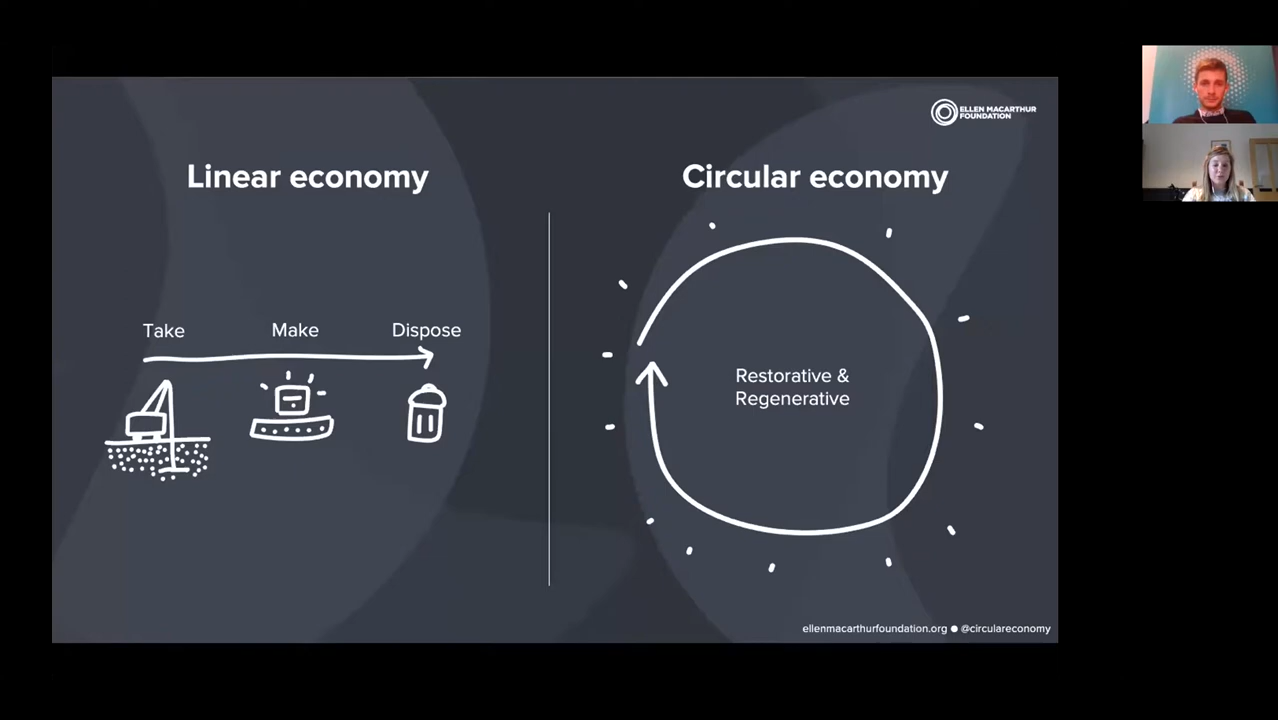 ELLEN MACARTHUR
FOUNDATION
Linear economy
Take Make Dispose
Circular economy
Restorative &
Regenerative
ellenmacarthurfoundation.org ● @circulareconomy